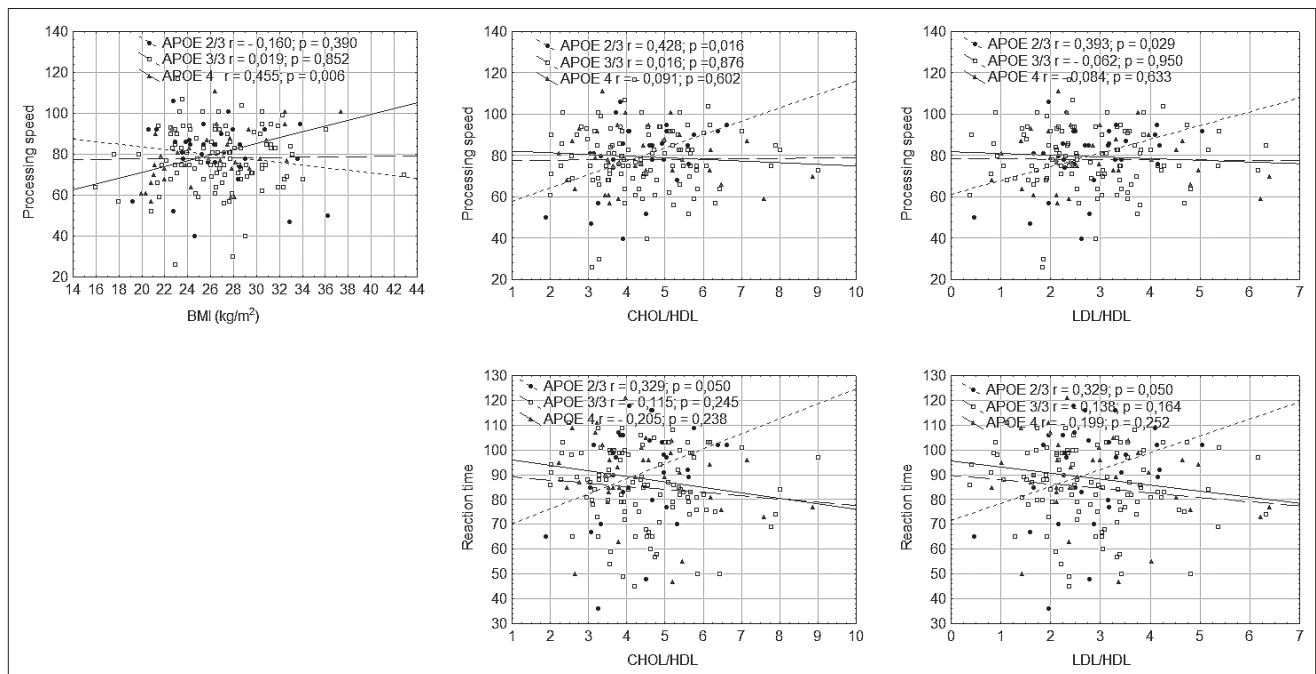 APOE 2/3 r = - 0,160; p = 0,390
APOE 3/3 r = 0,019; p = 0,852
APOE 4 r = 0,455; p = 0,006
Processing speed
140
120
100
80
60
40
20
14 16 18 20 22 24 26 28 30 32 34 36 38 40 42 44
BMI (kg/m²)
APOE 2/3 r = 0,428; p =0,016
APOE 3/3 r = 0,016; p = 0,876
APOE 4 r = - 0,091; p = 0,602
Processing speed
140
120
100
80
60
40
20
1 2 3 4 5 6 7 8 9 10
CHOL/HDL
APOE 2/3 r = 0,393; p = 0,029
APOE 3/3 r = - 0,062; p = 0,950
APOE 4 r = - 0,084; p = 0,633
Processing speed
140
120
100
80
60
40
20
0 1 2 3 4 5 6 7
LDL/HDL
APOE 2/3 r = 0,329; p = 0,050
APOE 3/3 r = - 0,115; p = 0,245
APOE 4 r = - 0,205; p = 0,238
Reaction time
130
120
110
100
90
80
70
60
50
40
30
1 2 3 4 5 6 7 8 9 10
CHOL/HDL
APOE 2/3 r = 0,329; p = 0,050
APOE 3/3 r = - 0,138; p = 0,164
APOE 4 r = - 0,199; p = 0,252
Reaction time
130
120
110
100
90
80
70
60
50
40
30
0 1 2 3 4 5 6 7
LDL/HDL